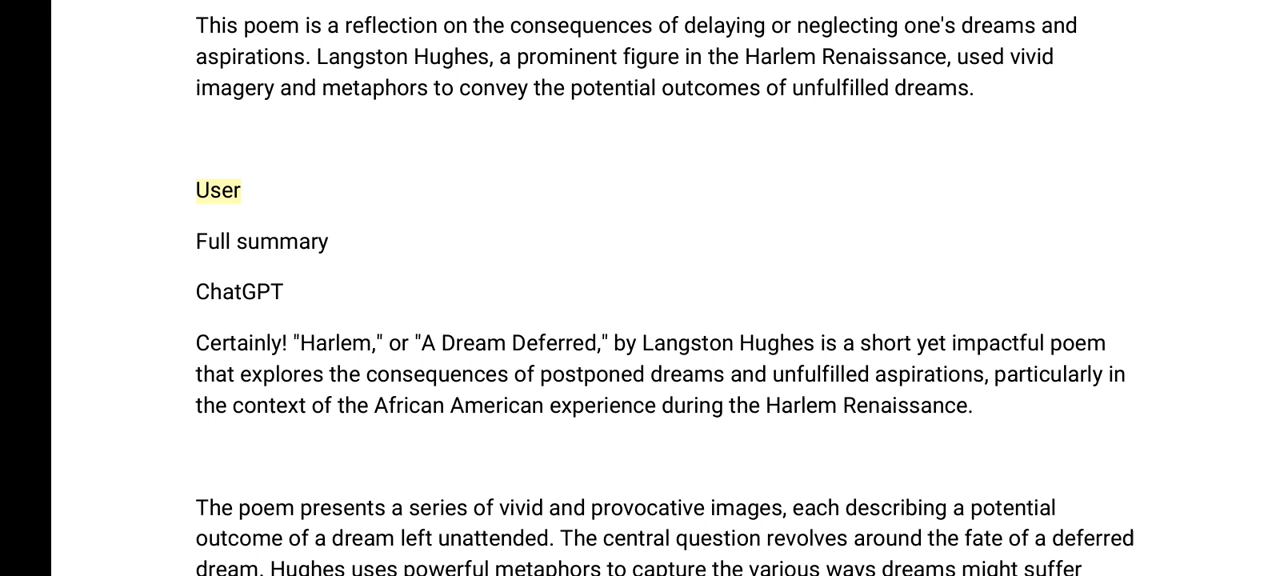 This poem is a reflection on the consequences of delaying or neglecting one's dreams and
aspirations. Langston Hughes, a prominent figure in the Harlem Renaissance, used vivid
imagery and metaphors to convey the potential outcomes of unfulfilled dreams.
User
Full summary
ChatGPT
Certainly! "Harlem," or "A Dream Deferred," by Langston Hughes is a short yet impactful poem
that explores the consequences of postponed dreams and unfulfilled aspirations, particularly in
the context of the African American experience during the Harlem Renaissance.
The poem presents a series of vivid and provocative images, each describing a potential
outcome of a dream left unattended. The central question revolves around the fate of a deferred
dream. Hughes uses powerful metaphors to capture the various ways dreams might suffer